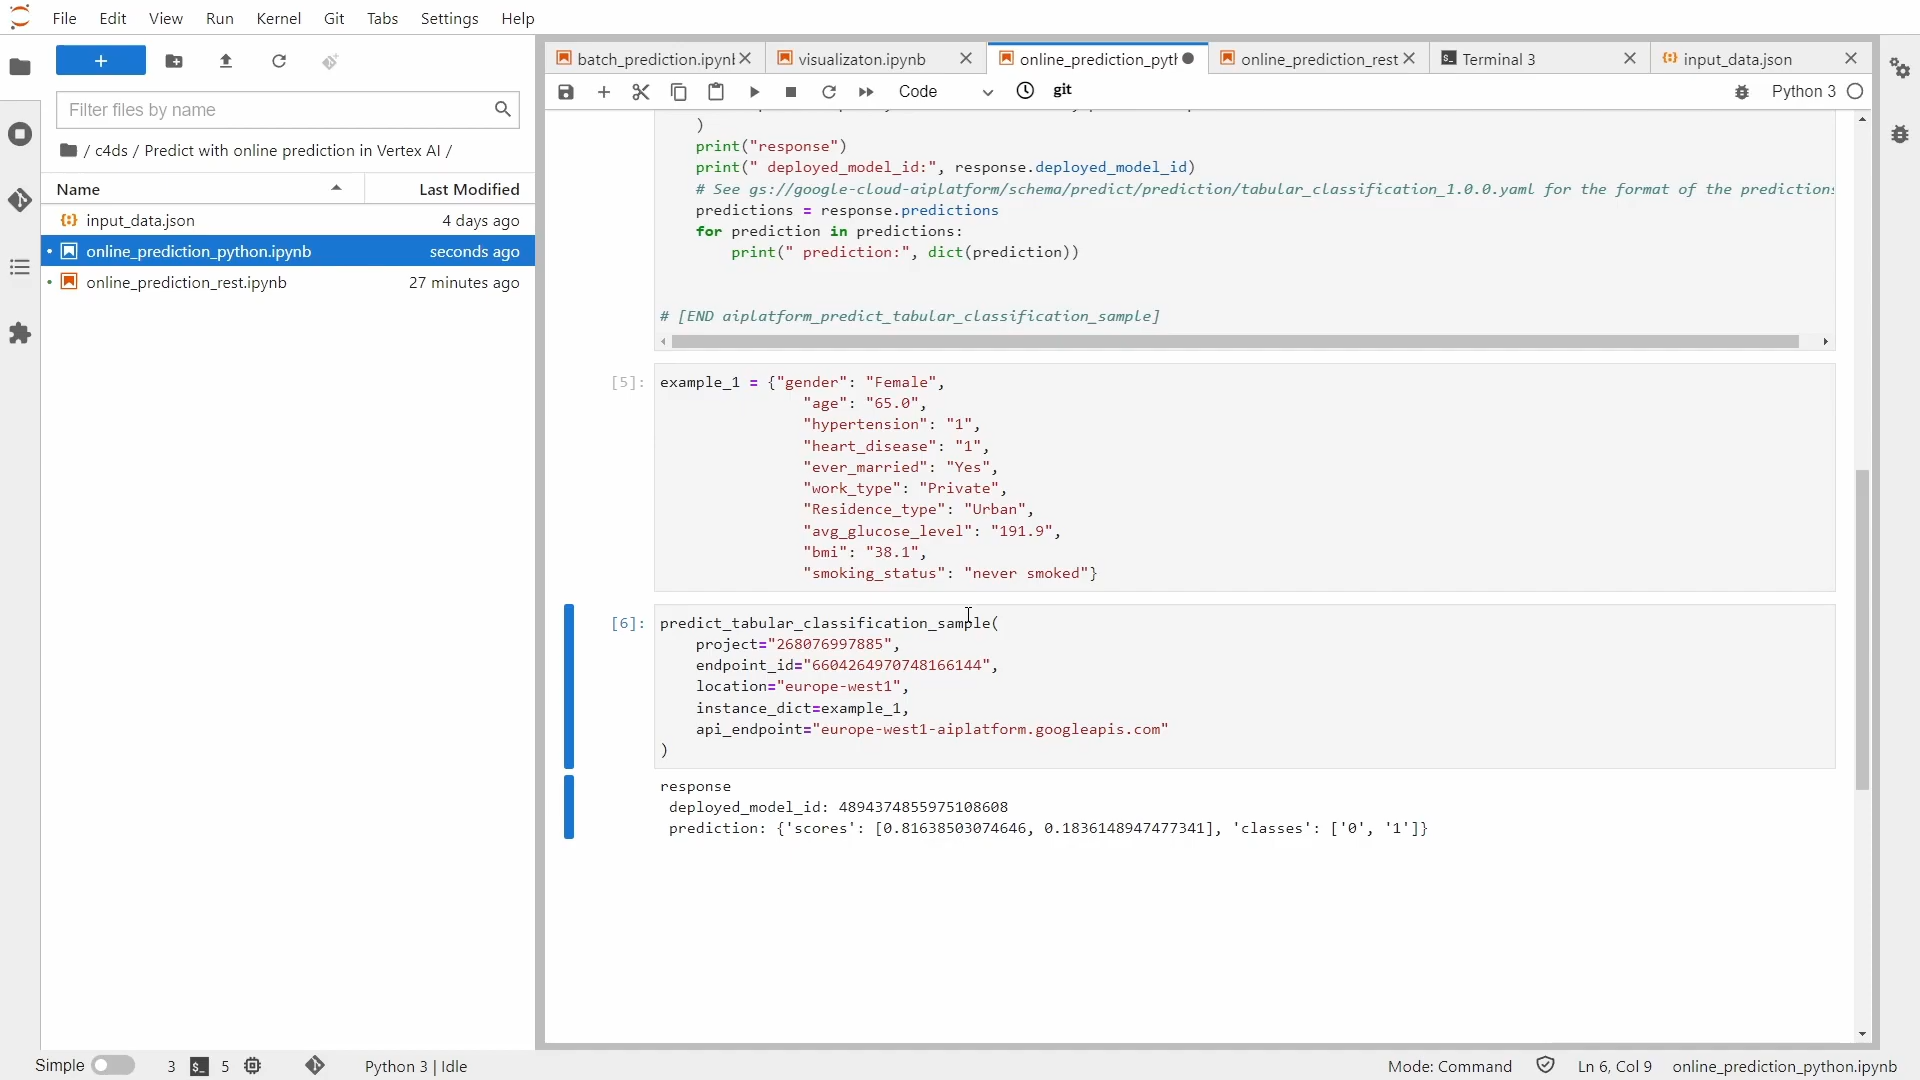 File Edit View Run Kernel Git Tabs Settings Help
batch_prediction.ipynl visualizaton.ipynb online_prediction_pytl online_prediction_rest Terminal 3 input_data.json
Code git Python 3
Filter files by name
/ c4ds / Predict with online prediction in Vertex AI /
Name Last Modified
input_data.json 4 days ago
online_prediction_python.ipynb seconds ago
online_prediction_rest.ipynb 27 minutes ago
)
print("response")
print(" deployed_model_id:", response.deployed_model_id)
# See gs://google-cloud-aiplatform/schema/predict/prediction/tabular_classification_1.0.0.yaml for the format of the predictions
predictions = response.predictions
for prediction in predictions:
print(" prediction:", dict(prediction))
# [END aiplatform_predict_tabular_classification_sample]
[5]: example_1 = {"gender": "Female",
"age": "65.0",
"hypertension": "1",
"heart_disease": "1",
"ever_married": "Yes",
"work_type": "Private",
"Residence_type": "Urban",
"avg_glucose_level": "191.9",
"bmi": "38.1",
"smoking_status": "never smoked"}
[6]: predict_tabular_classification_sample(
project="268076997885",
endpoint_id="6604264970748166144",
location="europe-west1",
instance_dict=example_1,
api_endpoint="europe-west1-aiplatform.googleapis.com"
)
response
deployed_model_id: 4894374855975108608
prediction: {'scores': [0.81638503074646, 0.1836148947477341], 'classes': ['0', '1']}
Simple 3 5 Python 3 | Idle Mode: Command Ln 6, Col 9 online_prediction_python.ipynb